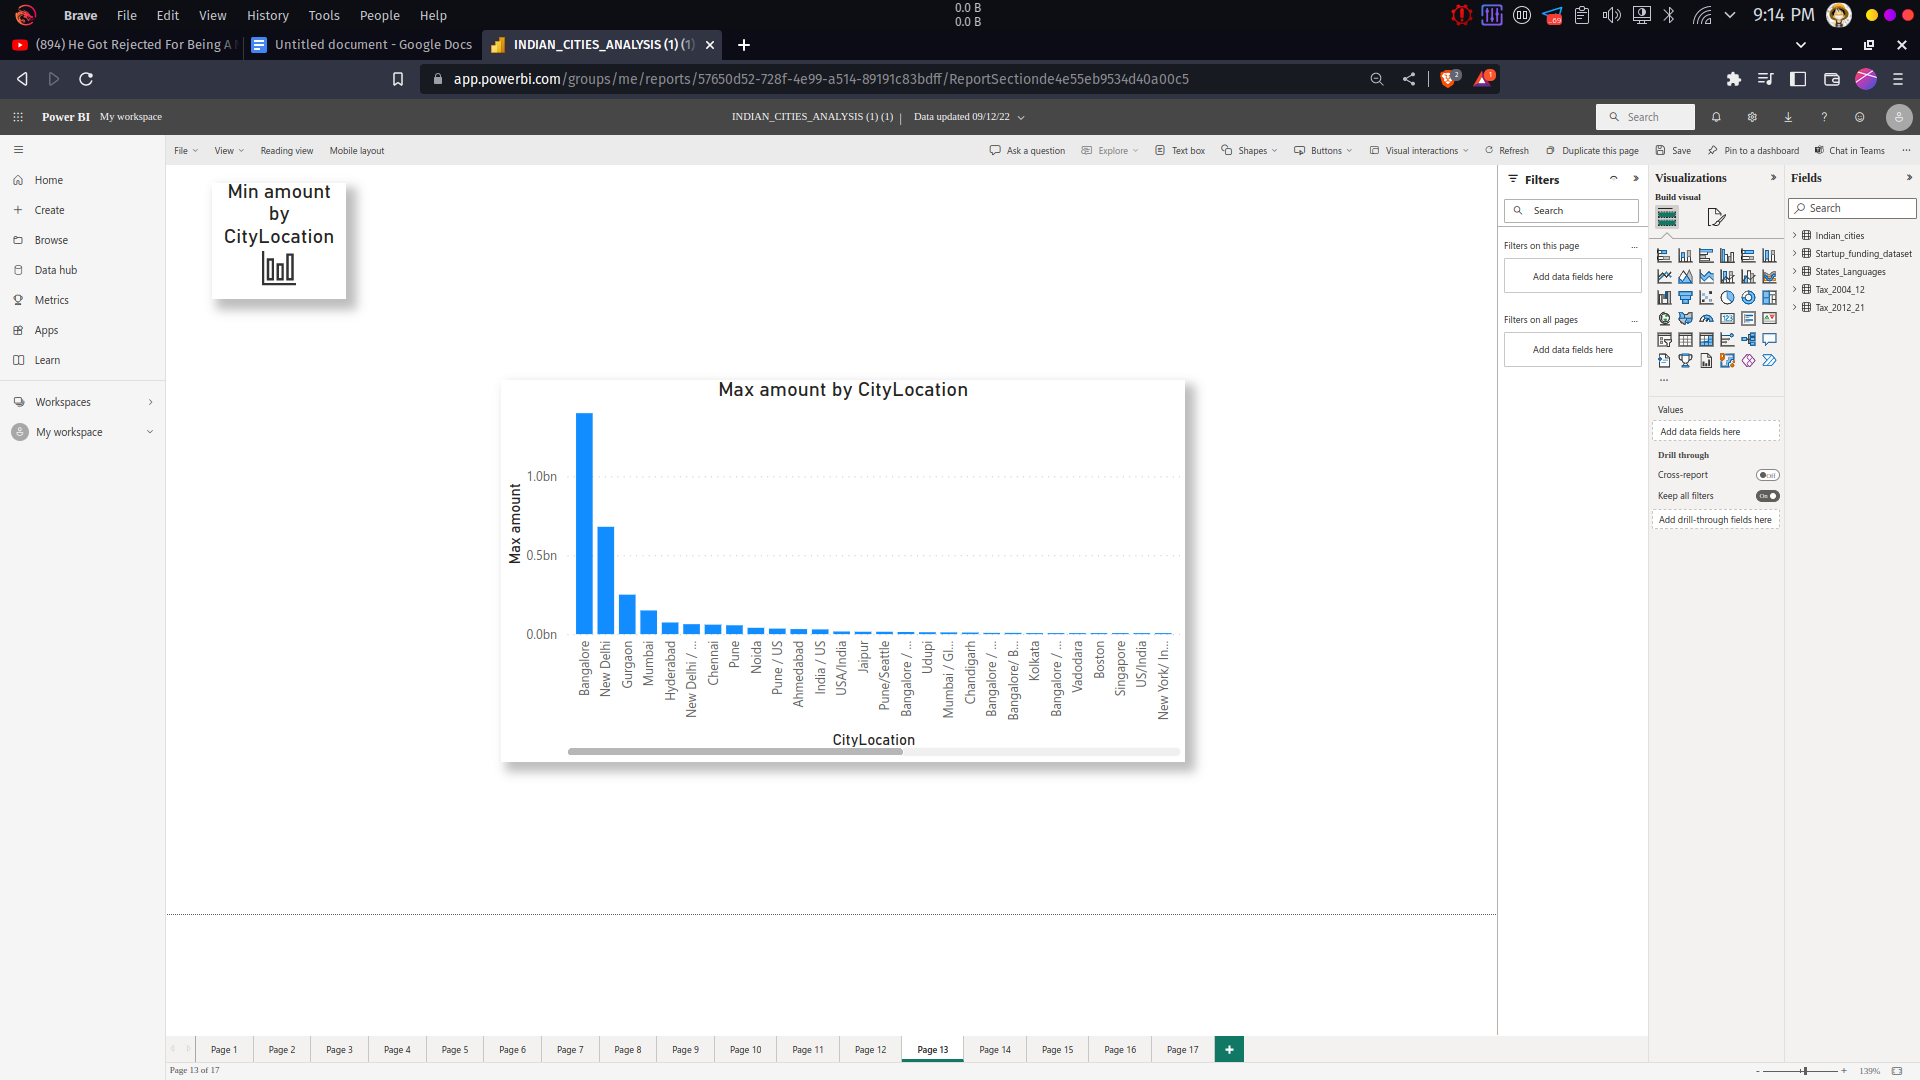 Brave File Edit View History Tools People Help
0.0 B
0.0 B
69
9:14 PM
(894) He Got Rejected For Being A
Untitled document - Google Docs
INDIAN_CITIES_ANALYSIS (1) (1)
app.powerbi.com/groups/me/reports/57650d52-728f-4e99-a514-89191c83bdff/ReportSectionde4e55eb9534d40a00c5
2
1
Power BI My workspace
INDIAN_CITIES_ANALYSIS (1) (1) | Data updated 09/12/22
Search
File View Reading view Mobile layout
Ask a question Explore Text box Shapes Buttons Visual interactions Refresh Duplicate this page Save Pin to a dashboard Chat in Teams ...
Home
Create
Browse
Data hub
Metrics
Apps
Learn
Workspaces
My workspace
Min amount
by
CityLocation
Max amount by CityLocation
Max amount
1.0bn
0.5bn
0.0bn
Bangalore
New Delhi
Gurgaon
Mumbai
Hyderabad
New Delhi / ...
Chennai
Pune
Noida
Pune / US
Ahmedabad
India / US
USA/India
Jaipur
Pune/Seattle
Bangalore / ...
Udupi
Mumbai / Gl...
Chandigarh
Bangalore / ...
Bangalore/ B...
Kolkata
Bangalore / ...
Vadodara
Boston
Singapore
US/India
New York/ In...
CityLocation
Filters
Search
Filters on this page ...
Add data fields here
Filters on all pages ...
Add data fields here
Visualizations
Build visual
123
...
Values
Add data fields here
Drill through
Cross-report Off
Keep all filters On
Add drill-through fields here
Fields
Search
Indian_cities
Startup_funding_dataset
States_Languages
Tax_2004_12
Tax_2012_21
Page 1 Page 2 Page 3 Page 4 Page 5 Page 6 Page 7 Page 8 Page 9 Page 10 Page 11 Page 12 Page 13 Page 14 Page 15 Page 16 Page 17 +
Page 13 of 17
- + 139%